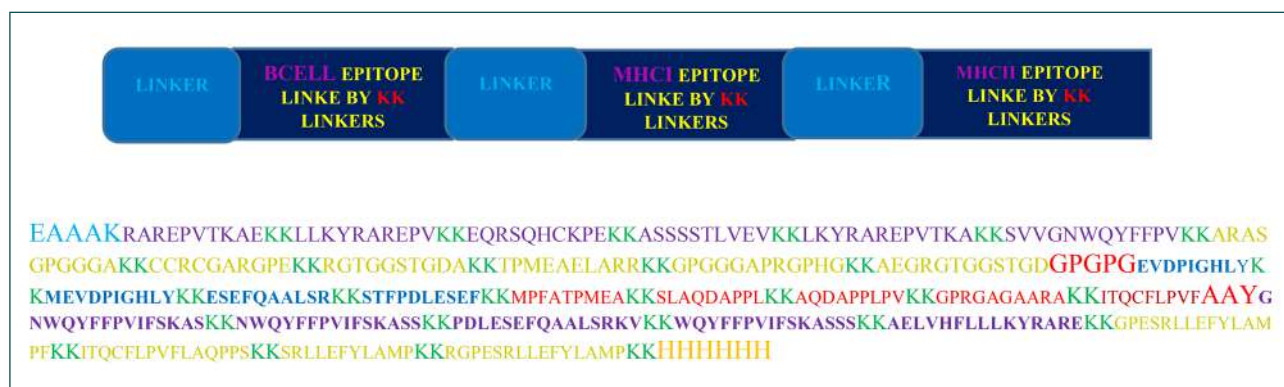 LINKER
BCELL EPITOPE
LINKE BY KK
LINKERS
LINKER
MHCI EPITOPE
LINKE BY KK
LINKERS
LINKER
MHCII EPITOPE
LINKE BY KK
LINKERS
EAAAKRAREPVTKAEKKLLKYRAREPVKKEQRSQHCKPEKKASSSSTLVEVKKLKYRAREPVTKAKKSVVGNWQYFFPVKKARAS
GPGGGAKKCCRCGARGPEKKRGTGGSTGDAKKTPMEAELARRKKGPGGGAPRGPHGKKAEGRGTGGSTGDGPGPGEVDPIGHLYK
KMEVDPIGHLYKKESEFQAALSRKKSTFPDLESEFKKMPFATPMEAKKSLAQDAPPLKKAQDAPPLPVKKGPRGAGAARAKKITQCFLPVFAAYG
NWQYFFPVIFSKASKKNWQYFFPVIFSKASSKKPDLESEFQAALSRKVKKWQYFFPVIFSKASSSKKAELVHFLLLKYRAREKKGPESRLLEFYLAM
PFKKITQCFLPVFLAQPPSKKSRLLEFYLAMPKKRGPESRLLEFYLAMPKKHHHHHH